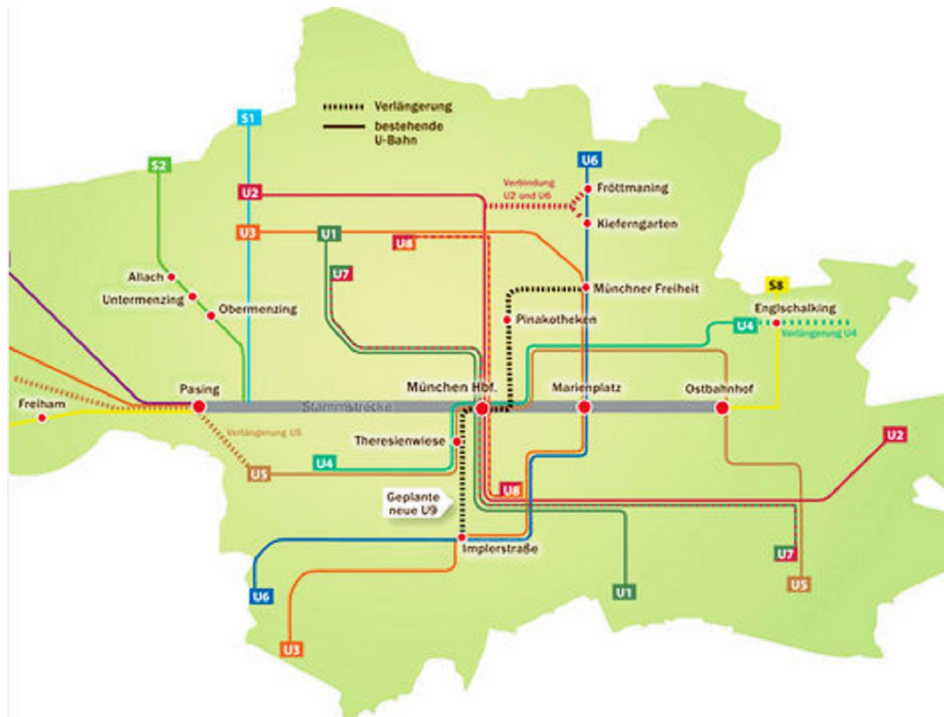 Verlängerung
bestehende
U-Bahn
S1
S2
U6
U2
Verbindung
U2 und U6
Fröttmaning
Kieferngarten
U3
U1
U8
U7
Allach
Untermenzing
Obermenzing
Münchner Freiheit
S8
Englschalking
Pinakotheken
U4
Verlängerung U4
Pasing
München Hbf.
Marienplatz
Ostbahnhof
Freiham
Stammstrecke
Verlängerung U5
Theresienwiese
U2
U4
U5
U8
Geplante
neue U9
Implerstraße
U7
U6
U1
U5
U3